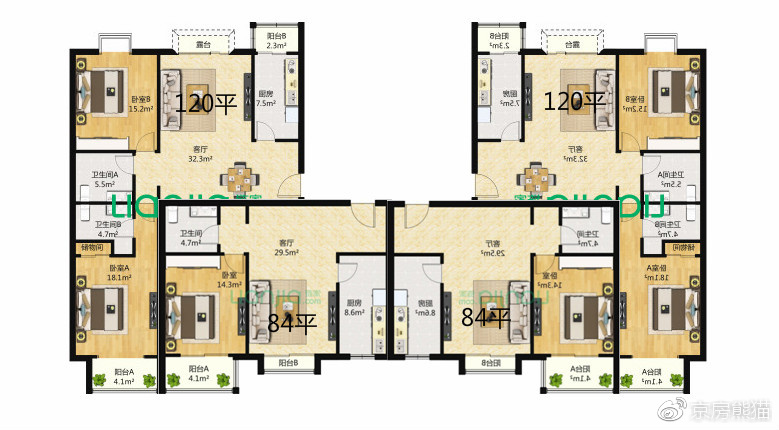 露台
阳台B
2.3m²
卧室B
15.2m²
120平
厨房
7.5m²
客厅
32.3m²
卫生间A
5.5m²
卫生间B
4.7m²
储物间
卧室A
18.1m²
阳台A
4.1m²
卫生间
4.7m²
客厅
29.5m²
卧室
14.3m²
84平
厨房
8.6m²
阳台A
4.1m²
阳台B
阳台B
2.3m²
露台
厨房
7.5m²
120平
卧室B
15.2m²
客厅
32.3m²
卫生间A
5.5m²
卫生间B
4.7m²
储物间
卧室A
18.1m²
阳台A
4.1m²
客厅
29.5m²
卫生间
4.7m²
厨房
8.6m²
84平
卧室
14.3m²
阳台B
阳台A
4.1m²
@京房熊猫